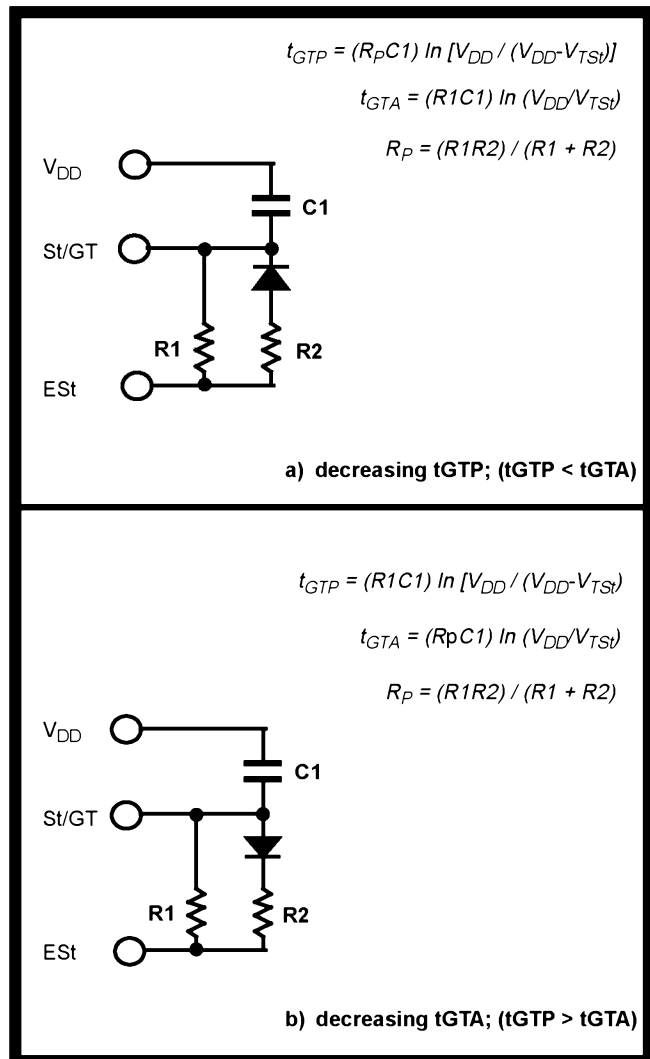 tGTP = (RPC1) ln [VDD / (VDD-VTSt)]
tGTA = (R1C1) ln (VDD/VTSt)
RP = (R1R2) / (R1 + R2)
VDD
C1
St/GT
R1
R2
ESt
a) decreasing tGTP; (tGTP < tGTA)
tGTP = (R1C1) ln [VDD / (VDD-VTSt)
tGTA = (RpC1) ln (VDD/VTSt)
RP = (R1R2) / (R1 + R2)
VDD
C1
St/GT
R1
R2
ESt
b) decreasing tGTA; (tGTP > tGTA)